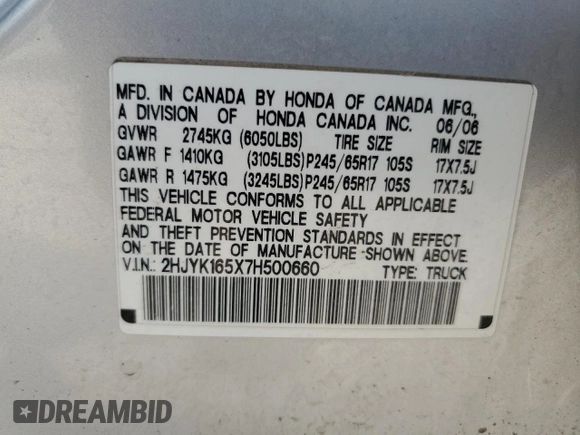 MFD. IN CANADA BY HONDA OF CANADA MFG.,
A DIVISION OF HONDA CANADA INC. 06/06
GVWR 2745KG (6050LBS) TIRE SIZE RIM SIZE
GAWR F 1410KG (3105LBS)P245/65R17 105S 17X7.5J
GAWR R 1475KG (3245LBS)P245/65R17 105S 17X7.5J
THIS VEHICLE CONFORMS TO ALL APPLICABLE
FEDERAL MOTOR VEHICLE SAFETY
AND THEFT PREVENTION STANDARDS IN EFFECT
ON THE DATE OF MANUFACTURE SHOWN ABOVE.
V.I.N.: 2HJYK165X7H500660 TYPE: TRUCK
DREAMBID